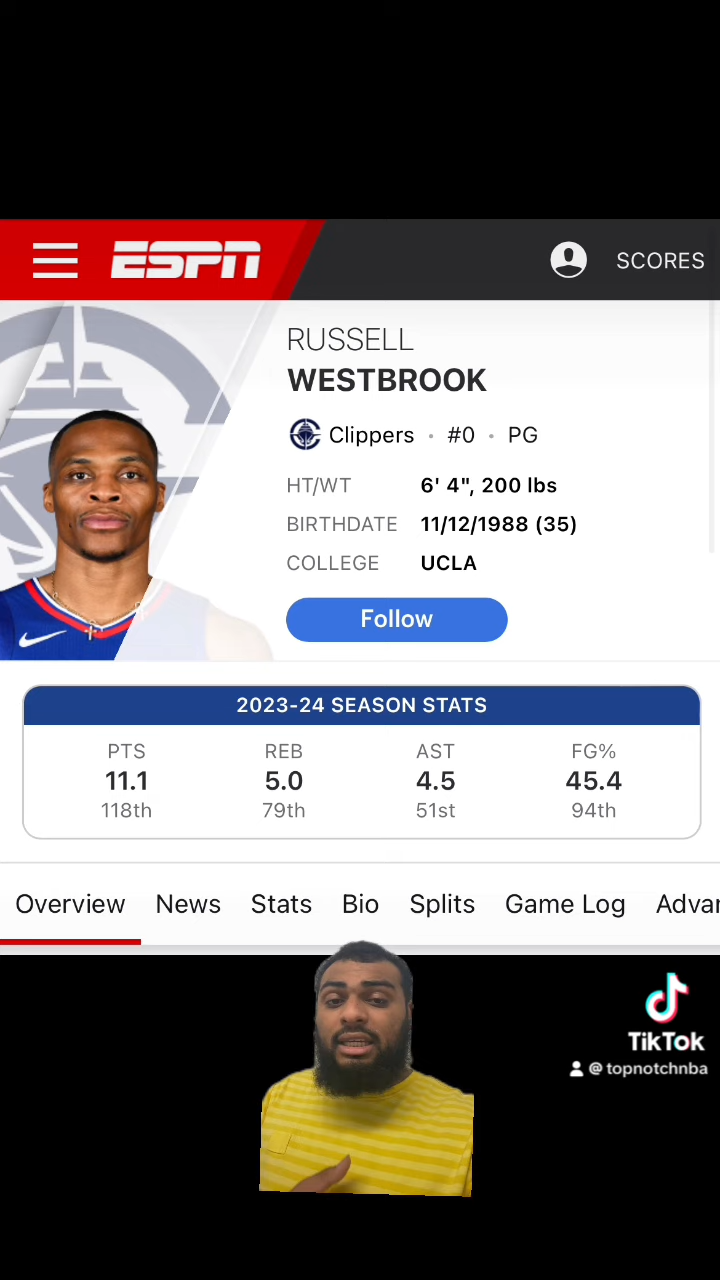 ESPN
SCORES
RUSSELL
WESTBROOK
Clippers • #0 • PG
HT/WT 6' 4", 200 lbs
BIRTHDATE 11/12/1988 (35)
COLLEGE UCLA
Follow
2023-24 SEASON STATS
PTS REB AST FG%
11.1 5.0 4.5 45.4
118th 79th 51st 94th
Overview News Stats Bio Splits Game Log Advan
TikTok
@topnotchnba